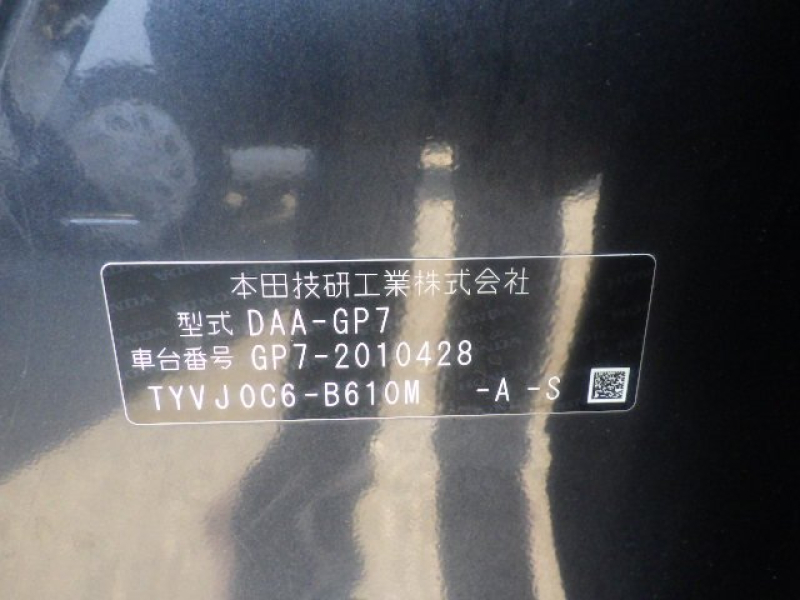 本田技研工業株式会社
型式 DAA-GP7
車台番号 GP7-2010428
TYVJ0C6-B610M -A -S